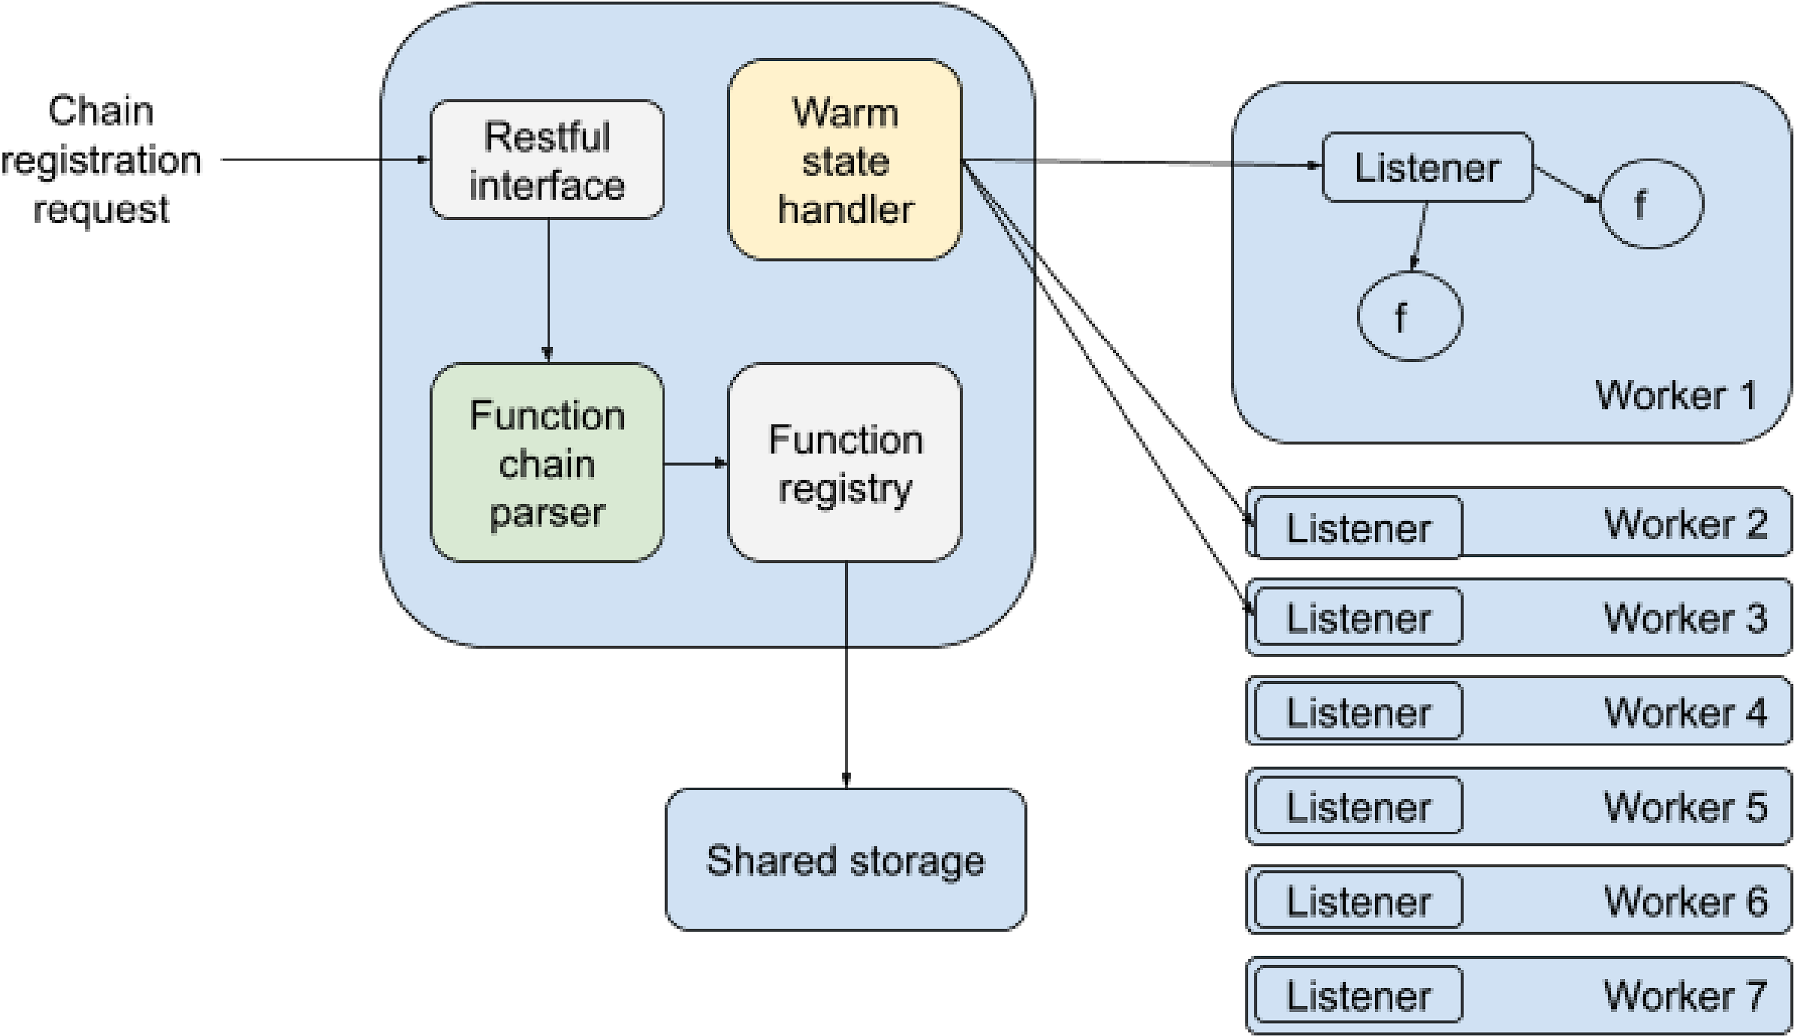 Chain
registration
request
Restful
interface
Warm
state
handler
Function
chain
parser
Function
registry
Shared storage
Listener
f
f
Worker 1
Listener
Worker 2
Listener
Worker 3
Listener
Worker 4
Listener
Worker 5
Listener
Worker 6
Listener
Worker 7